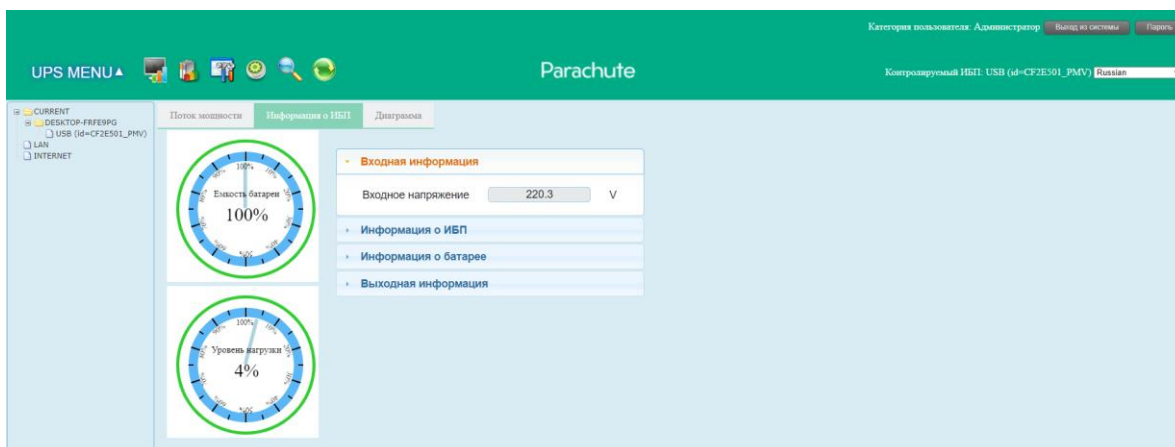 Категория пользователя: Администратор Выход из системы Пароль
UPS MENU▲ Parachute Контролируемый ИБП: USB (id=CF2E501_PMV) Russian
CURRENT
DESKTOP-FRFE9PG
USB (id=CF2E501_PMV)
LAN
INTERNET
Поток мощности Информация о ИБП Диаграмма
100%
Емкость батареи
100%
Входная информация
Входное напряжение 220.3 V
Информация о ИБП
Информация о батарее
Выходная информация
100%
Уровень нагрузки
4%